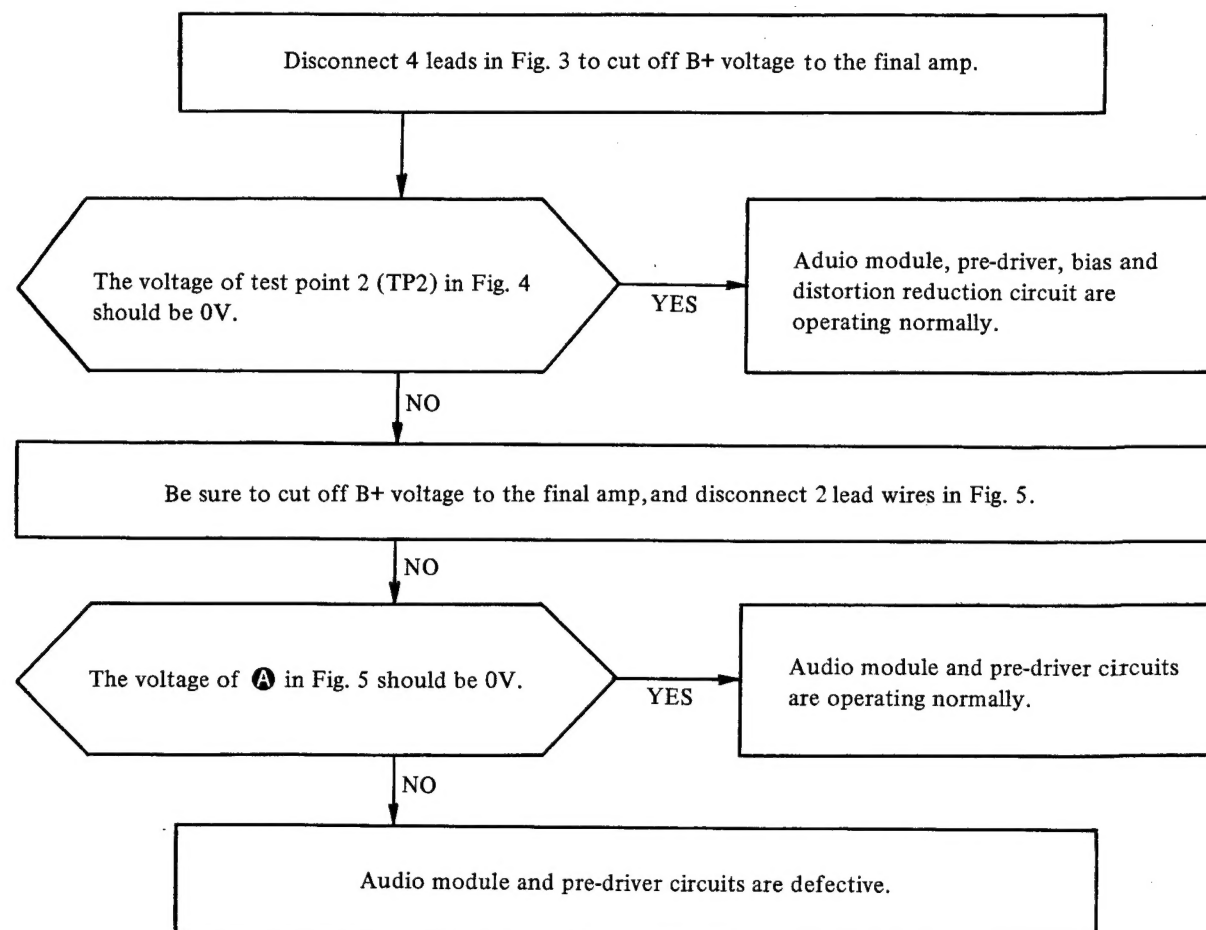 Disconnect 4 leads in Fig. 3 to cut off B+ voltage to the final amp.
The voltage of test point 2 (TP2) in Fig. 4
should be 0V.
YES
Aduio module, pre-driver, bias and
distortion reduction circuit are
operating normally.
NO
Be sure to cut off B+ voltage to the final amp, and disconnect 2 lead wires in Fig. 5.
NO
The voltage of A in Fig. 5 should be 0V.
YES
Audio module and pre-driver circuits
are operating normally.
NO
Audio module and pre-driver circuits are defective.